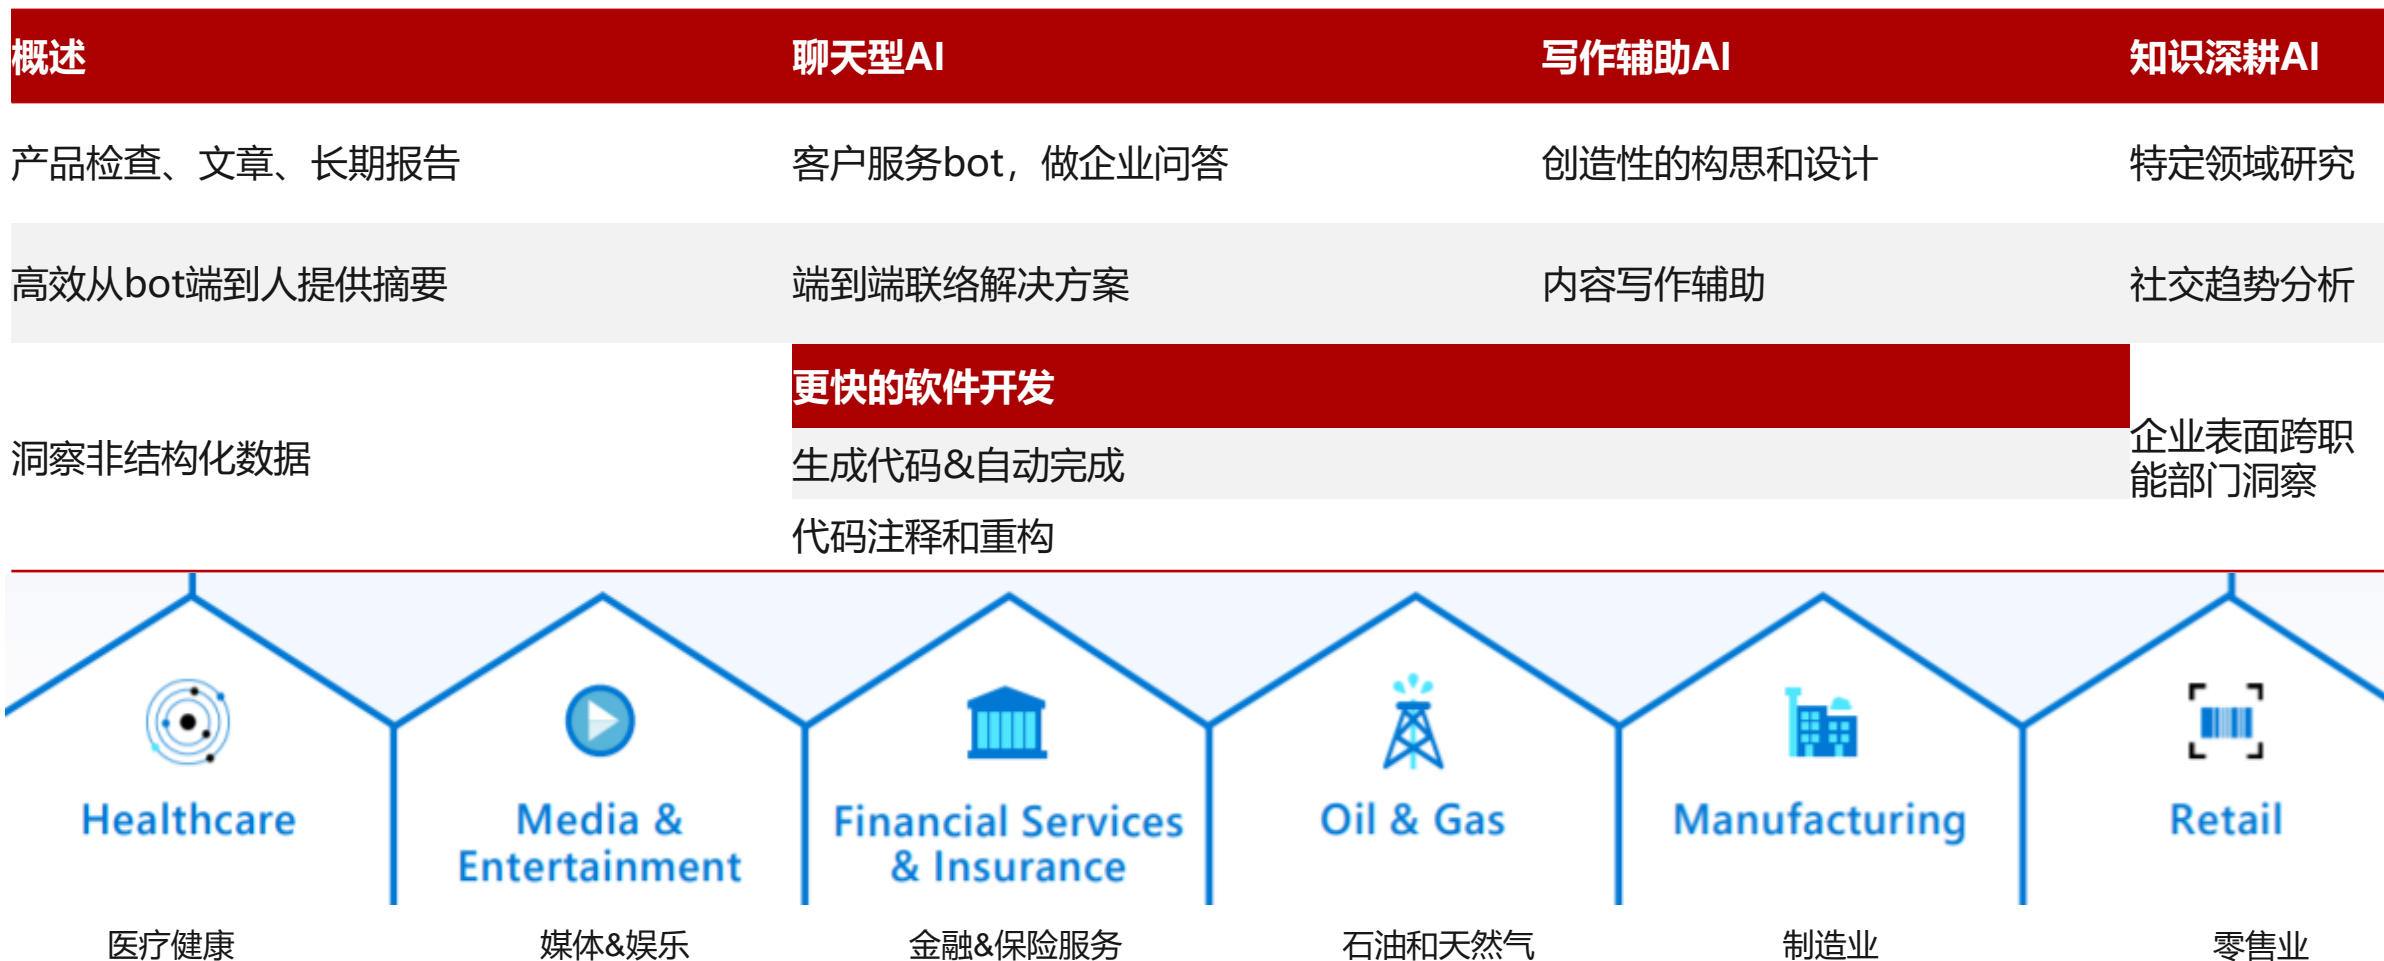 概述
聊天型AI
写作辅助AI
知识深耕AI
产品检查、文章、长期报告
客户服务bot，做企业问答
创造性的构思和设计
特定领域研究
高效从bot端到人提供摘要
端到端联络解决方案
内容写作辅助
社交趋势分析
洞察非结构化数据
更快的软件开发
生成代码&自动完成
代码注释和重构
企业表面跨职
能部门洞察
Healthcare
Media &
Entertainment
Financial Services
& Insurance
Oil & Gas
Manufacturing
Retail
医疗健康
媒体&娱乐
金融&保险服务
石油和天然气
制造业
零售业